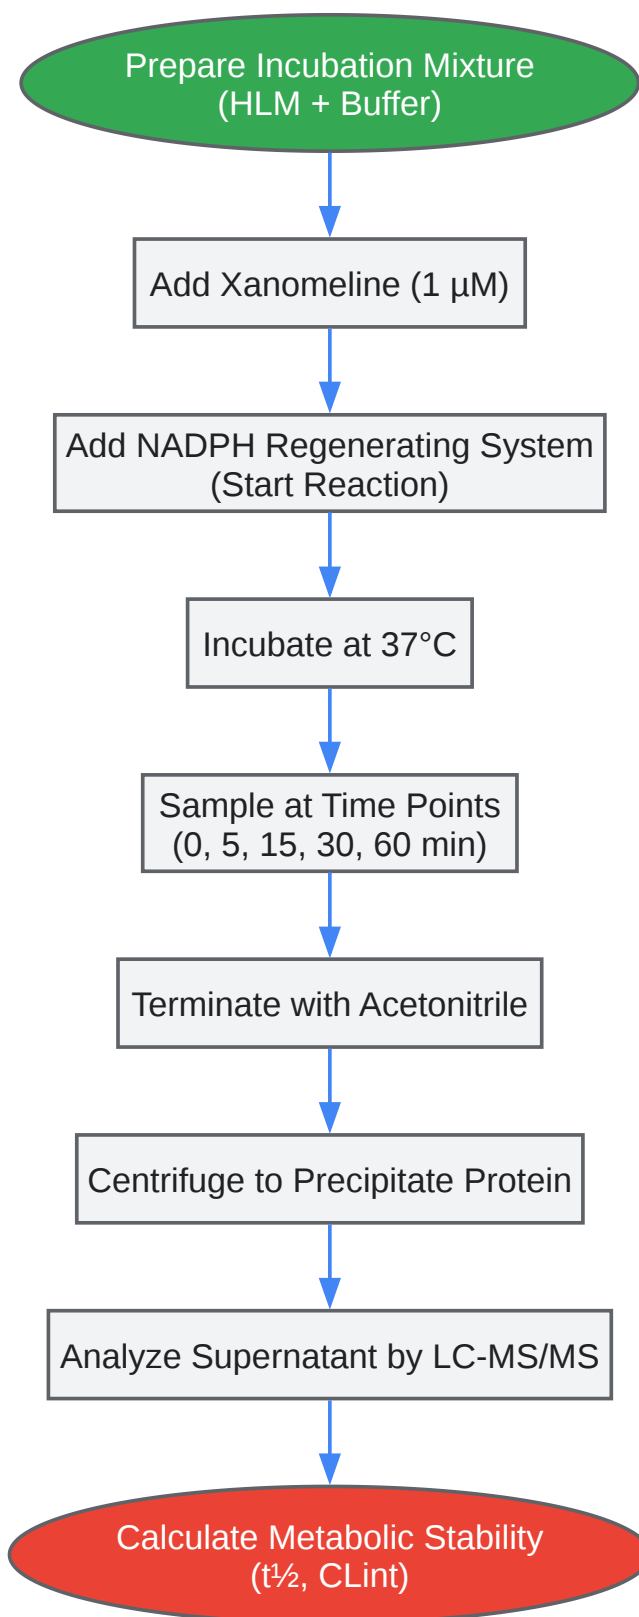 Prepare Incubation Mixture
(HLM + Buffer)
Add Xanomeline (1 µM)
Add NADPH Regenerating System
(Start Reaction)
Incubate at 37°C
Sample at Time Points
(0, 5, 15, 30, 60 min)
Terminate with Acetonitrile
Centrifuge to Precipitate Protein
Analyze Supernatant by LC-MS/MS
Calculate Metabolic Stability
(t½, CLint)